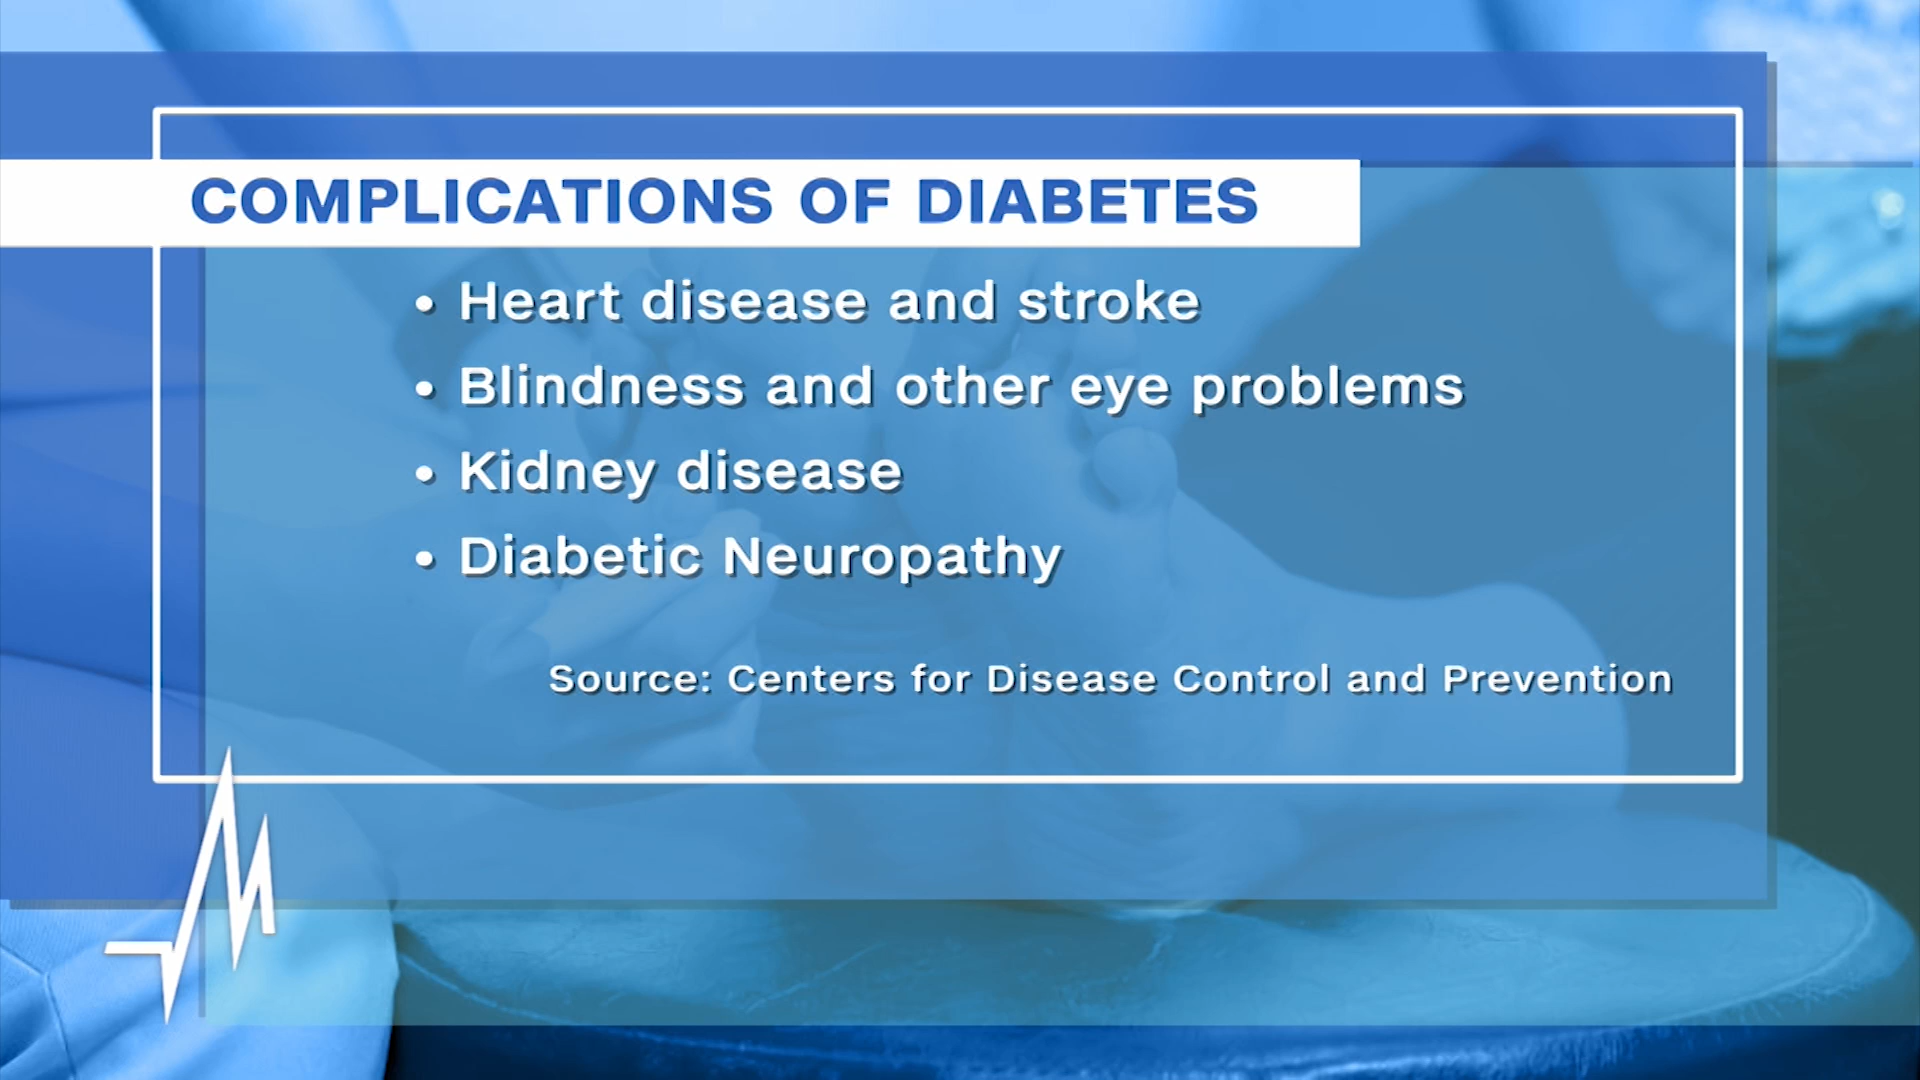 COMPLICATIONS OF DIABETES
• Heart disease and stroke
• Blindness and other eye problems
• Kidney disease
• Diabetic Neuropathy
Source: Centers for Disease Control and Prevention